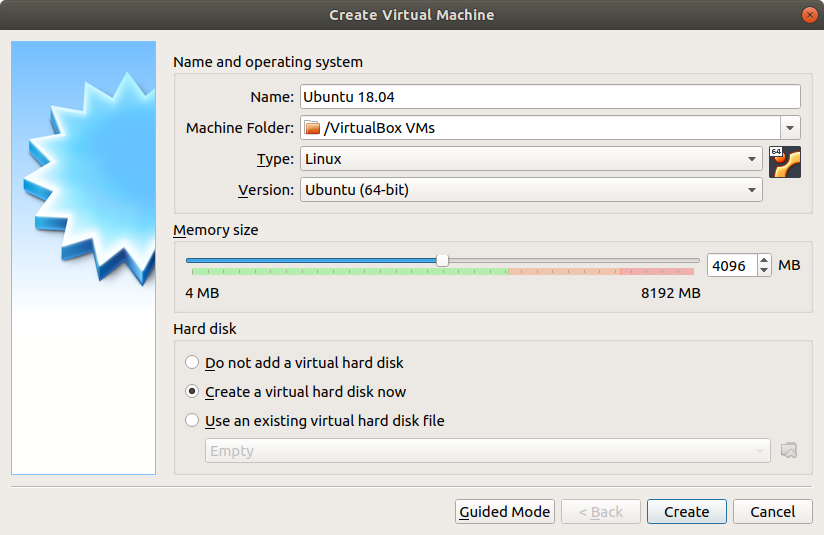 Create Virtual Machine
Name and operating system
Name: Ubuntu 18.04
Machine Folder: /VirtualBox VMs
Type: Linux
64
Version: Ubuntu (64-bit)
Memory size
4096 MB
4 MB 8192 MB
Hard disk
Do not add a virtual hard disk
Create a virtual hard disk now
Use an existing virtual hard disk file
Empty
Guided Mode < Back Create Cancel